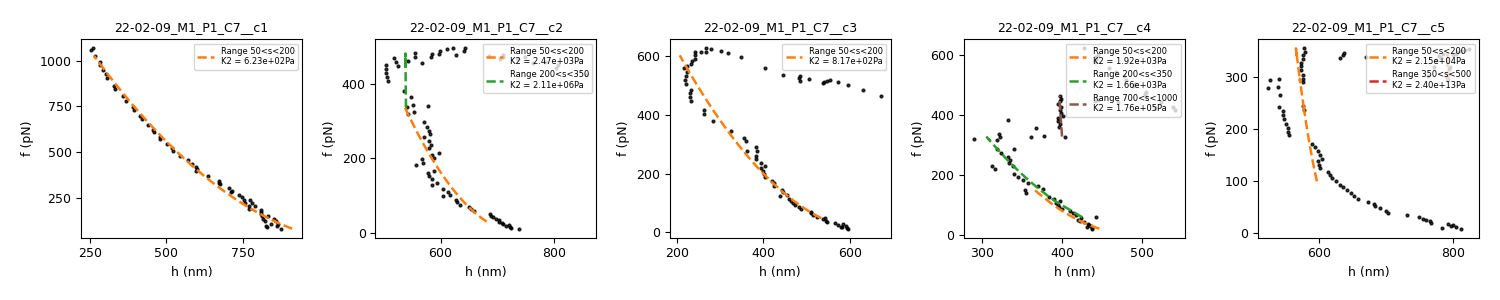 22-02-09_M1_P1_C7__c1
f (pN)
1000
750
500
250
250
500
750
h (nm)
Range 50<s<200
K2 = 6.23e+02Pa
22-02-09_M1_P1_C7__c2
f (pN)
400
200
0
600
800
h (nm)
Range 50<s<200
K2 = 2.47e+03Pa
Range 200<s<350
K2 = 2.11e+06Pa
22-02-09_M1_P1_C7__c3
f (pN)
600
400
200
0
200
400
600
h (nm)
Range 50<s<200
K2 = 8.17e+02Pa
22-02-09_M1_P1_C7__c4
f (pN)
600
400
200
0
300
400
500
h (nm)
Range 50<s<200
K2 = 1.92e+03Pa
Range 200<s<350
K2 = 1.66e+03Pa
Range 700<s<1000
K2 = 1.76e+05Pa
22-02-09_M1_P1_C7__c5
f (pN)
300
200
100
0
600
800
h (nm)
Range 50<s<200
K2 = 2.15e+04Pa
Range 350<s<500
K2 = 2.40e+13Pa